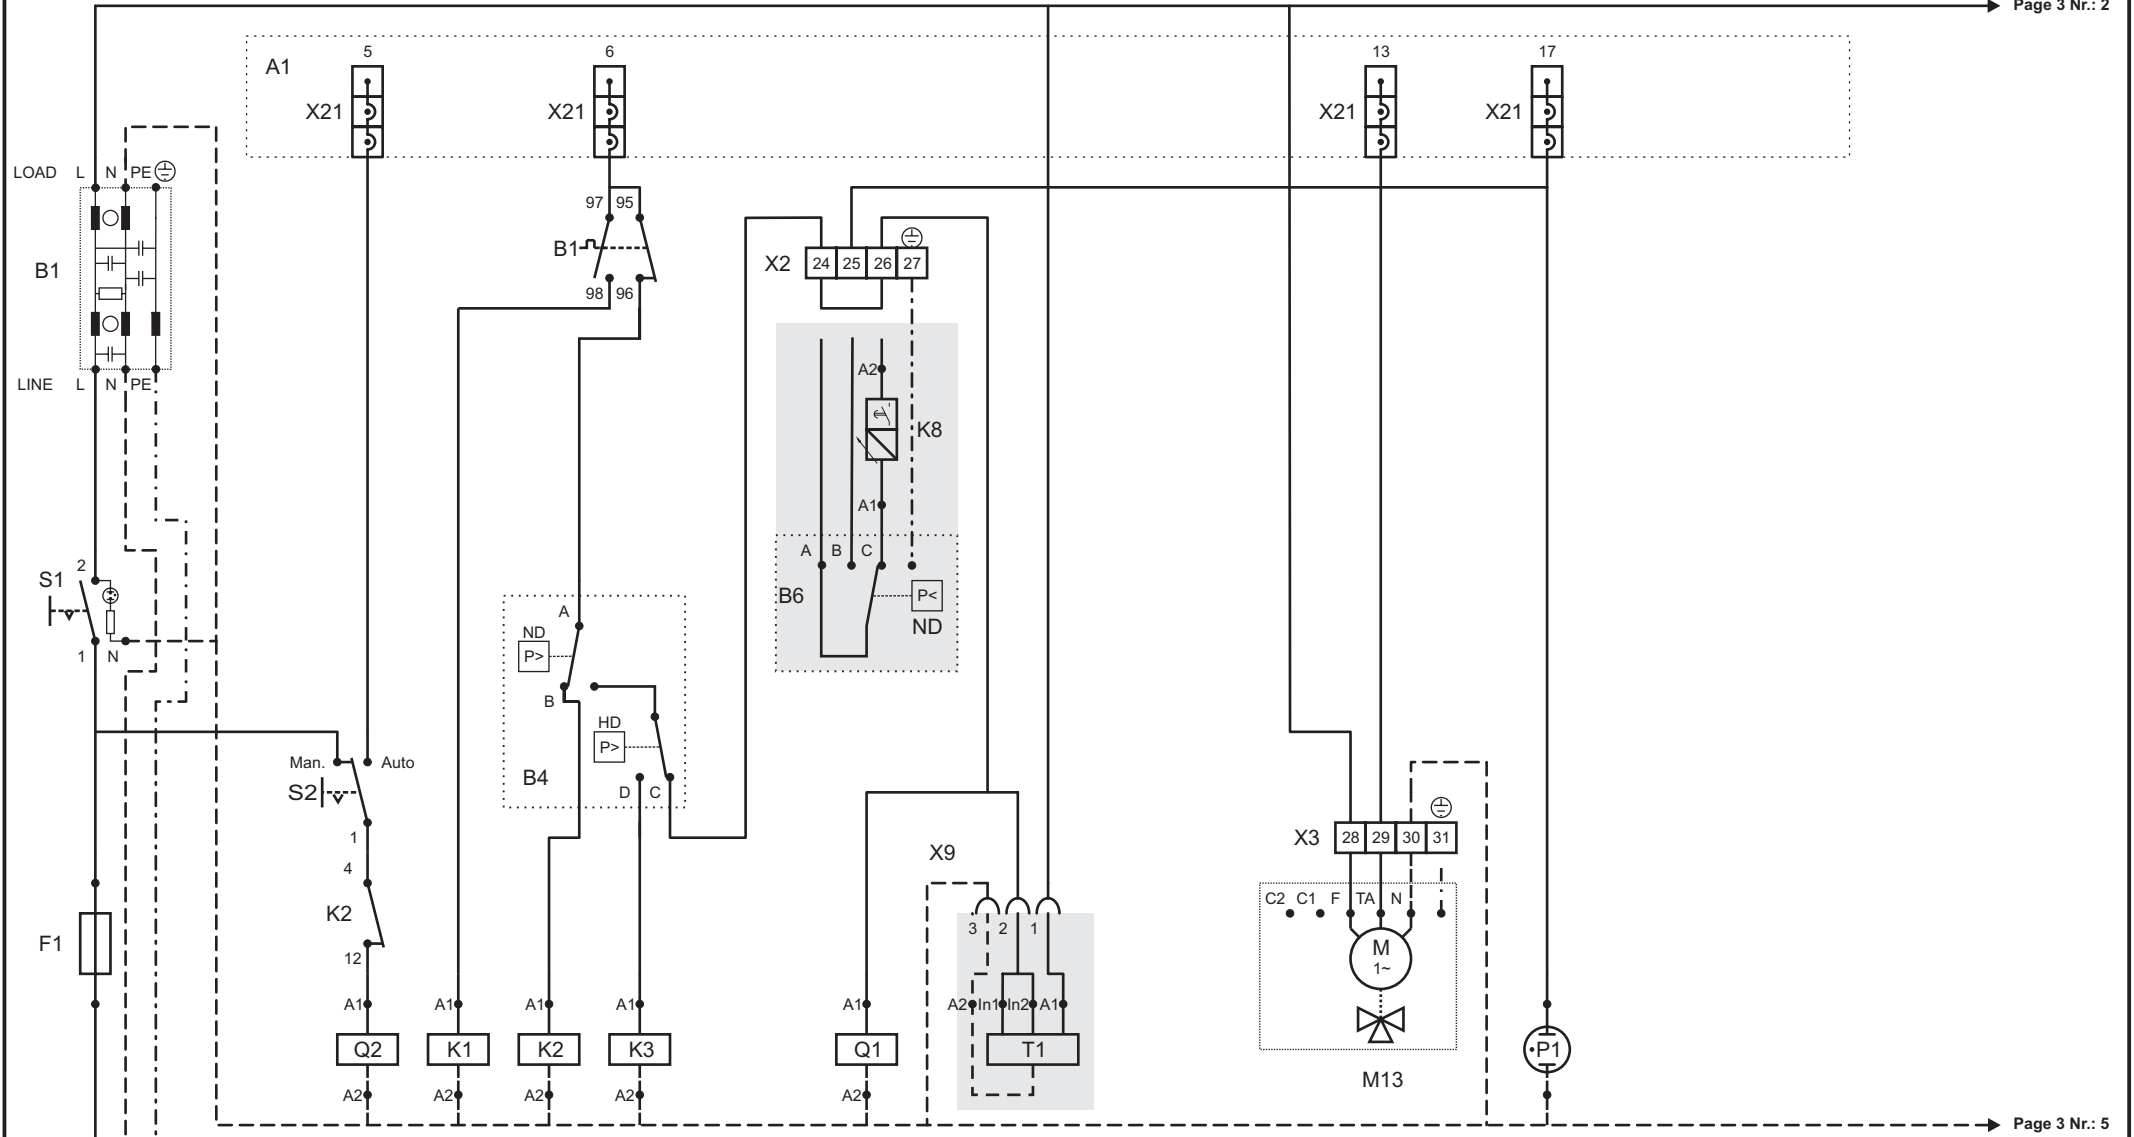 Page 3 Nr.: 2
A1
5
6
13
17
X21
X21
X21
X21
LOAD L N PE
B1
LINE L N PE
97 95
B1
98 96
X2
24 25 26 27
A2
K8
A1
A B C
B6
P<
ND
2
S1
1 N
A
ND
P>
B
HD
P>
B4
D C
Man. Auto
S2
1
4
K2
12
F1
X9
3 2 1
X3
28 29 30 31
C2 C1 F TA N
M
1~
M13
A1 A1 A1 A1 A1 A2 In1 In2 A1
Q2 K1 K2 K3 Q1 T1 P1
A2 A2 A2 A2 A2
Page 3 Nr.: 5